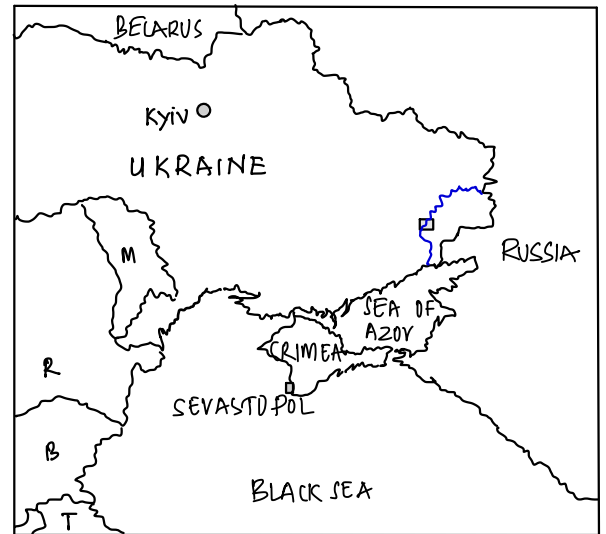 BELARUS
Kyiv
UKRAINE
M
RUSSIA
SEA OF
AZOV
CRIMEA
R
SEVASTOPOL
B
BLACK SEA
T